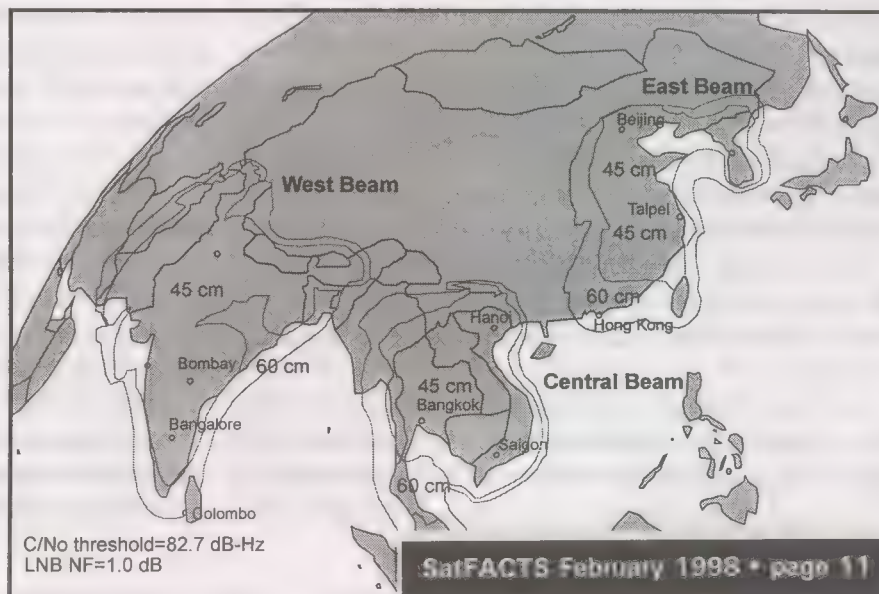 East Beam
Beijing
45 cm
West Beam
Taipei
45 cm
45 cm
60 cm
Hanoi
Hong Kong
Bombay
60 cm
45 cm
Central Beam
Bangkok
Bangalore
Saigon
60 cm
Colombo
C/No threshold=82.7 dB-Hz
LNB NF=1.0 dB
SatFACTS February 1998 • page 11